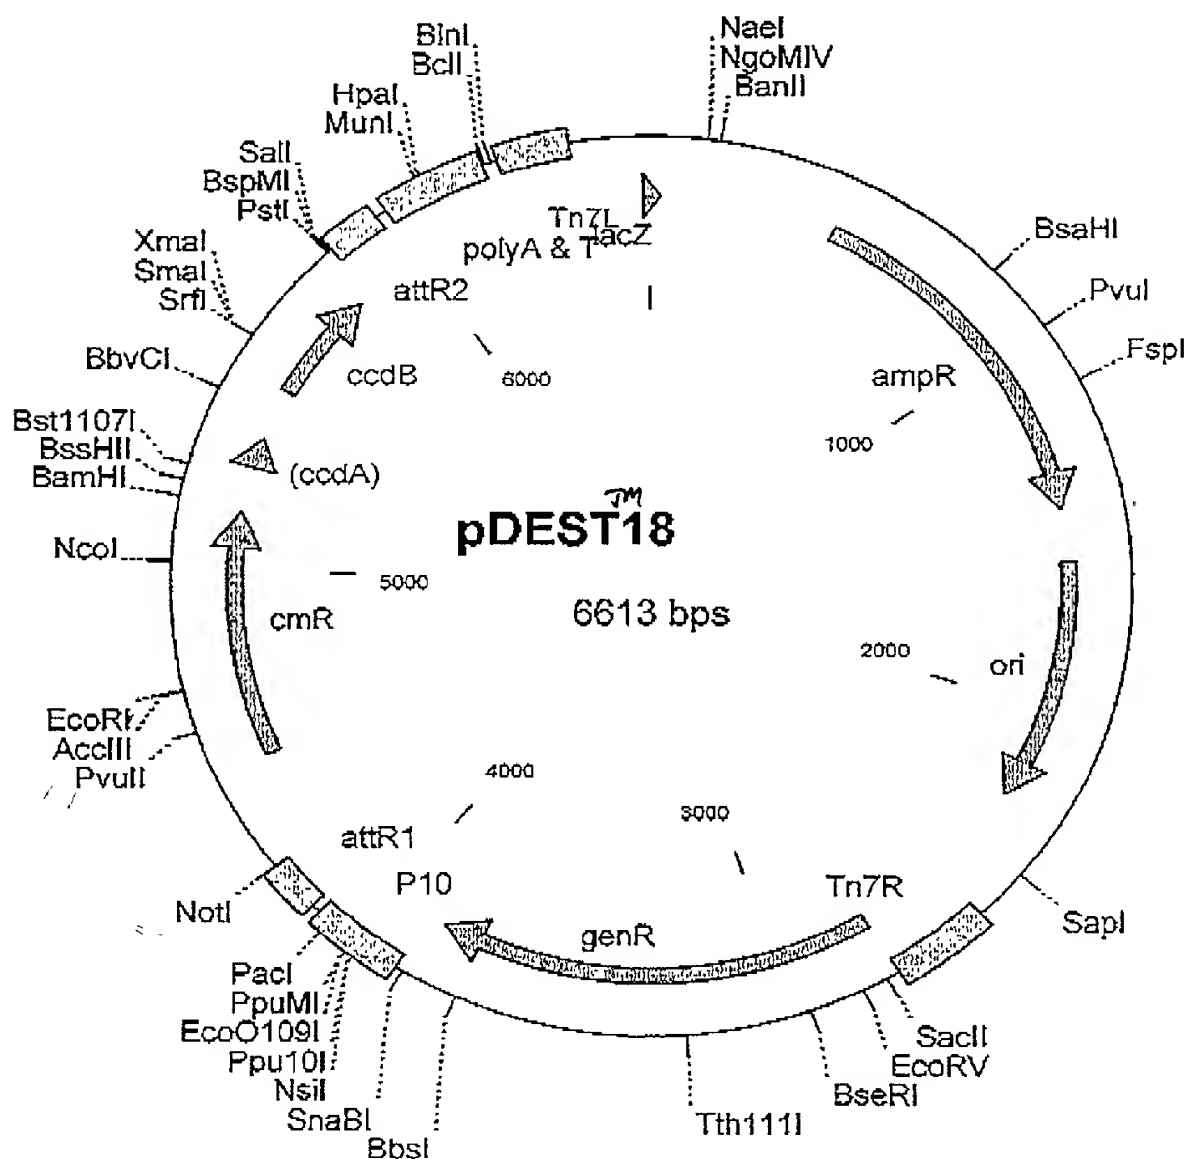 BlnI
BclI
HpaI
MunI
SalI
BspMI
PstI
XmaI
SmaI
SrfI
BbvCI
Bst1107I
BssHII
BamHI
NcoI
EcoRI
AccIII
PvuII
NotI
PacI
PpuMI
EcoO109I
Ppu10I
NsiI
SnaBI
BbsI
NaeI
NgoMIV
BanII
BsaHI
PvuI
FspI
SapI
SacII
EcoRV
BseRI
Tth111I
Tn7L
lacZ
polyA & T
attR2
ccdB
6000
ampR
1000
(ccdA)
TM
pDEST18
5000
cmR
6613 bps
2000
ori
4000
3000
attR1
P10
Tn7R
genR